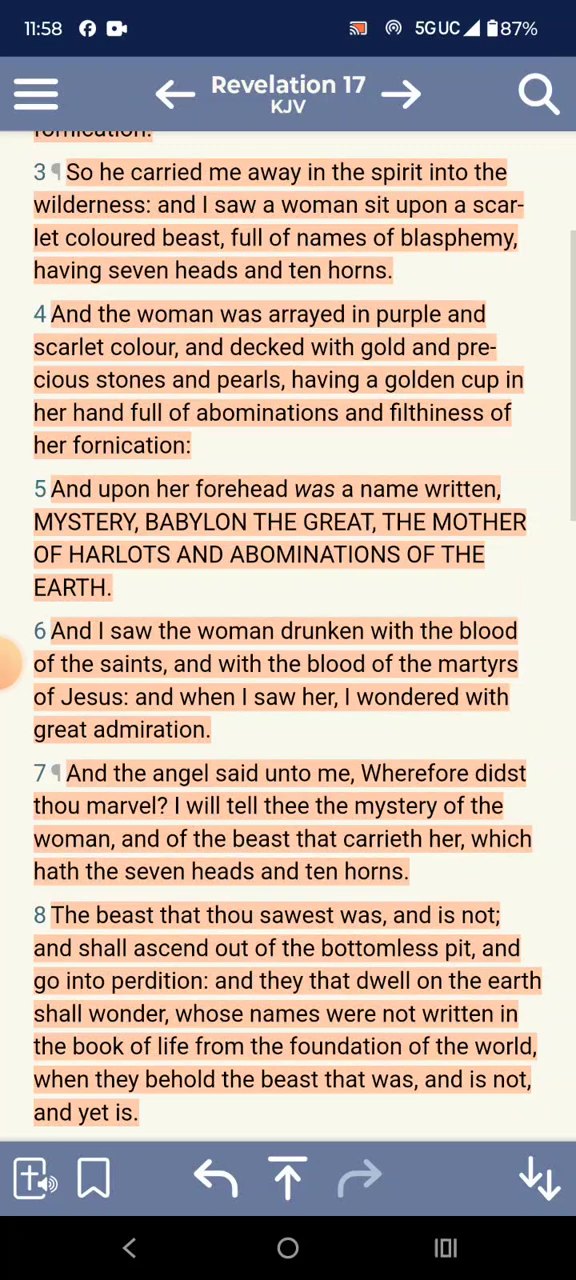 11:58
5G UC 87%
Revelation 17
KJV
fornication.
3 ¶ So he carried me away in the spirit into the
wilderness: and I saw a woman sit upon a scar-
let coloured beast, full of names of blasphemy,
having seven heads and ten horns.
4 And the woman was arrayed in purple and
scarlet colour, and decked with gold and pre-
cious stones and pearls, having a golden cup in
her hand full of abominations and filthiness of
her fornication:
5 And upon her forehead was a name written,
MYSTERY, BABYLON THE GREAT, THE MOTHER
OF HARLOTS AND ABOMINATIONS OF THE
EARTH.
6 And I saw the woman drunken with the blood
of the saints, and with the blood of the martyrs
of Jesus: and when I saw her, I wondered with
great admiration.
7 ¶ And the angel said unto me, Wherefore didst
thou marvel? I will tell thee the mystery of the
woman, and of the beast that carrieth her, which
hath the seven heads and ten horns.
8 The beast that thou sawest was, and is not;
and shall ascend out of the bottomless pit, and
go into perdition: and they that dwell on the earth
shall wonder, whose names were not written in
the book of life from the foundation of the world,
when they behold the beast that was, and is not,
and yet is.